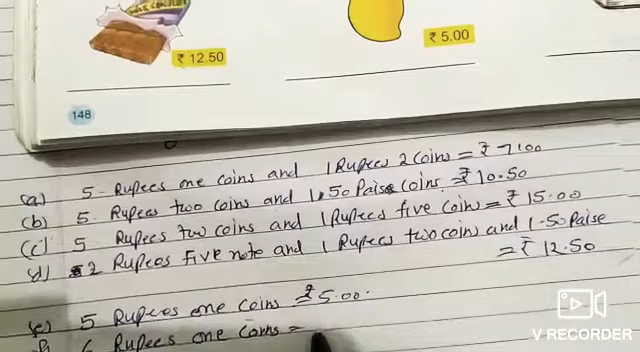 MILK CHOCOLATE
₹ 12.50
₹ 5.00
148
(a) 5 - Rupees one coins and 1 Rupees 2 coins = ₹ 7.00
(b) 5. Rupees two coins and 1, 50 Paise coins. ₹ 10.50
(c) 5 Rupees two coins and 1 Rupees five coins = ₹ 15.00
d) 2 Rupees five note and 1 Rupees two coins and 1.50 Paise
= ₹ 12.50
(e) 5 Rupees one coins = ₹ 5.00.
6 Rupees one coins =
V RECORDER